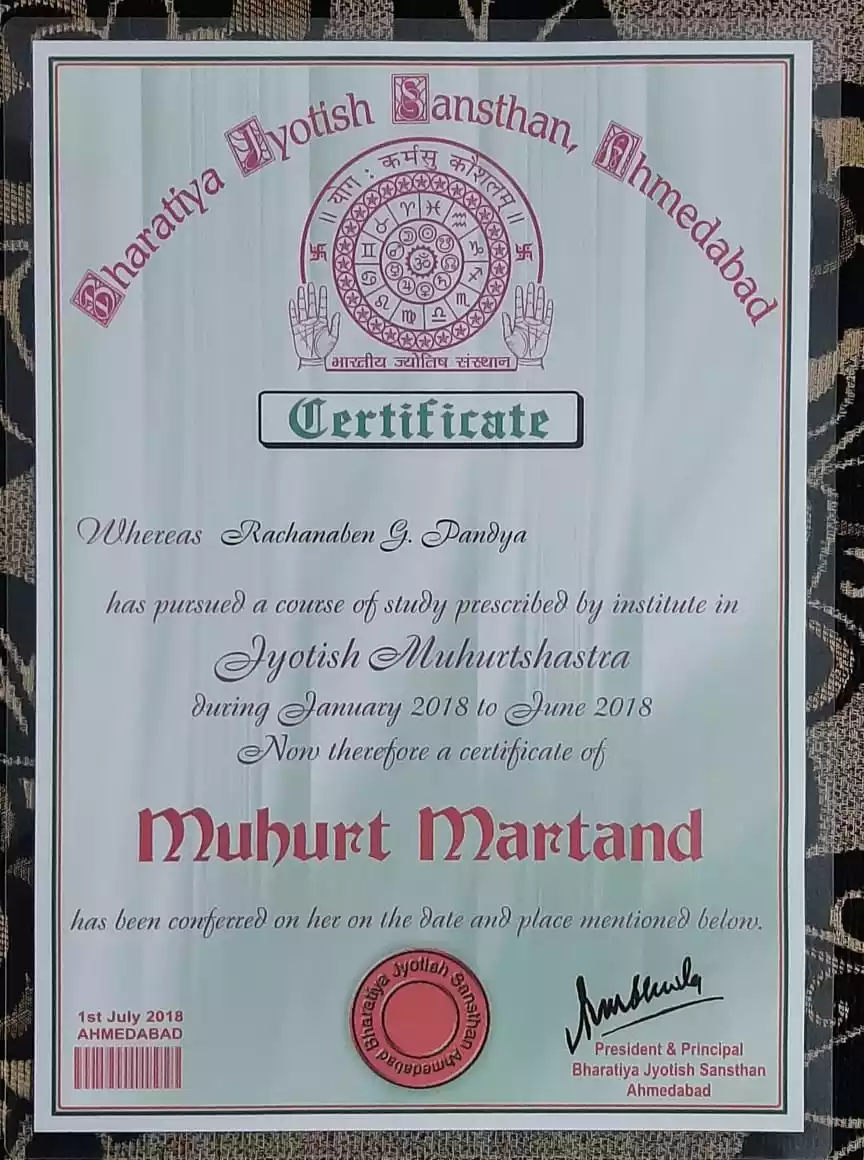 Bharatiya Jyotish Sansthan, Ahmedabad
॥ योग : कर्मसु कौशलम् ॥
ॐ
भारतीय ज्योतिष संस्थान
Certificate
Whereas Rachanaben G. Pandya
has pursued a course of study prescribed by institute in
Jyotish Muhurtshastra
during January 2018 to June 2018
Now therefore a certificate of
Muhurt Martand
has been conferred on her on the date and place mentioned below.
Bharatiya Jyotish Sansthan Ahmedabad
1st July 2018
AHMEDABAD
President & Principal
Bharatiya Jyotish Sansthan
Ahmedabad